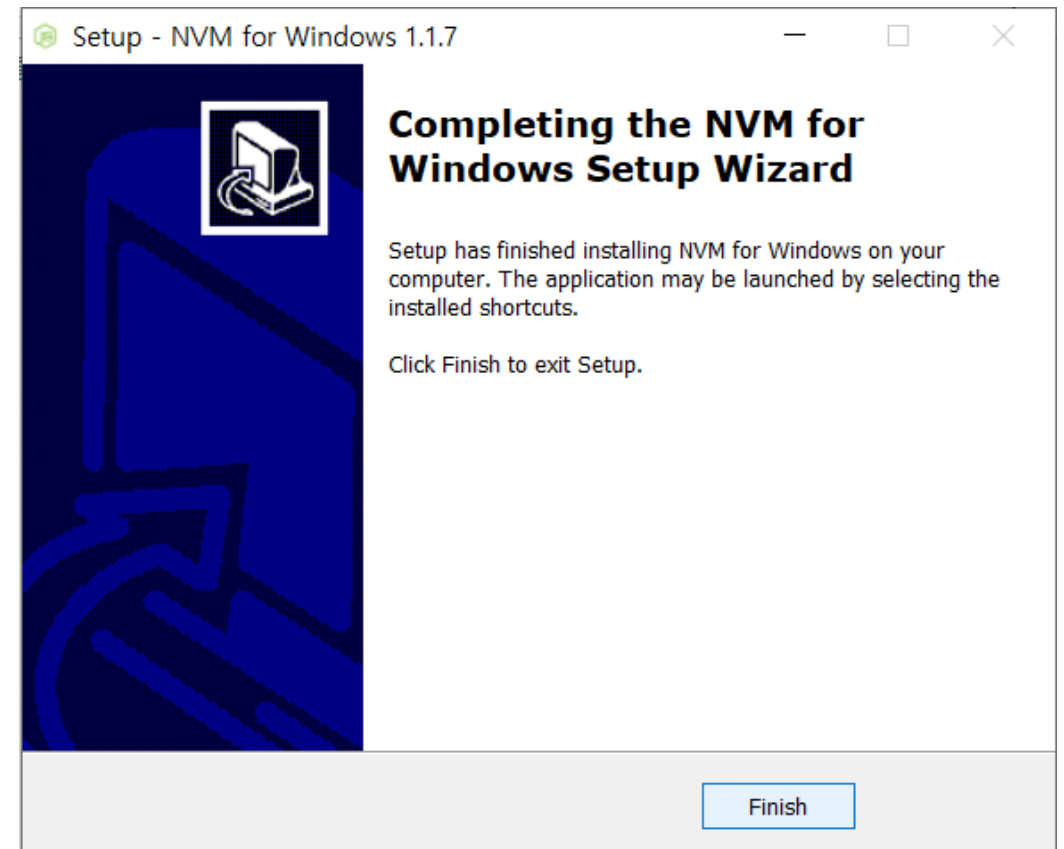 Setup - NVM for Windows 1.1.7
Completing the NVM for
Windows Setup Wizard
Setup has finished installing NVM for Windows on your
computer. The application may be launched by selecting the
installed shortcuts.
Click Finish to exit Setup.
Finish